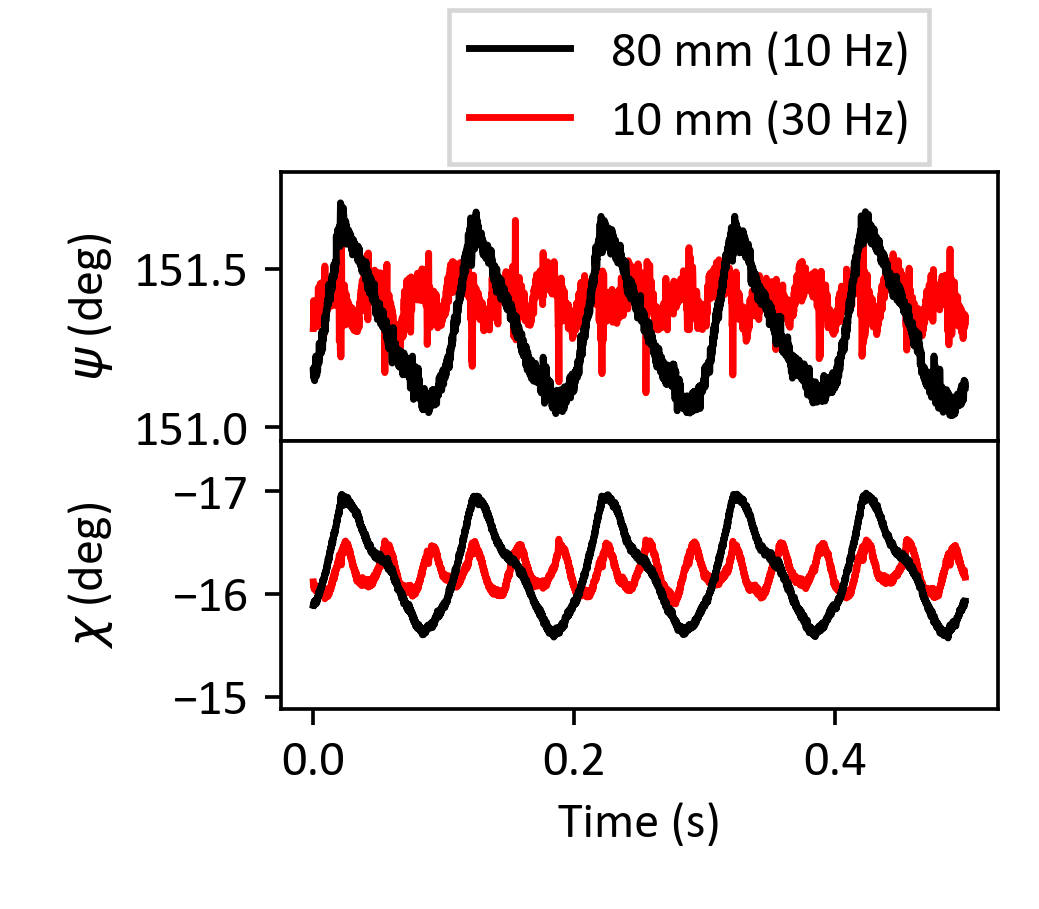 80 mm (10 Hz)
10 mm (30 Hz)
ψ (deg)
151.5
151.0
χ (deg)
−17
−16
−15
0.0 0.2 0.4
Time (s)